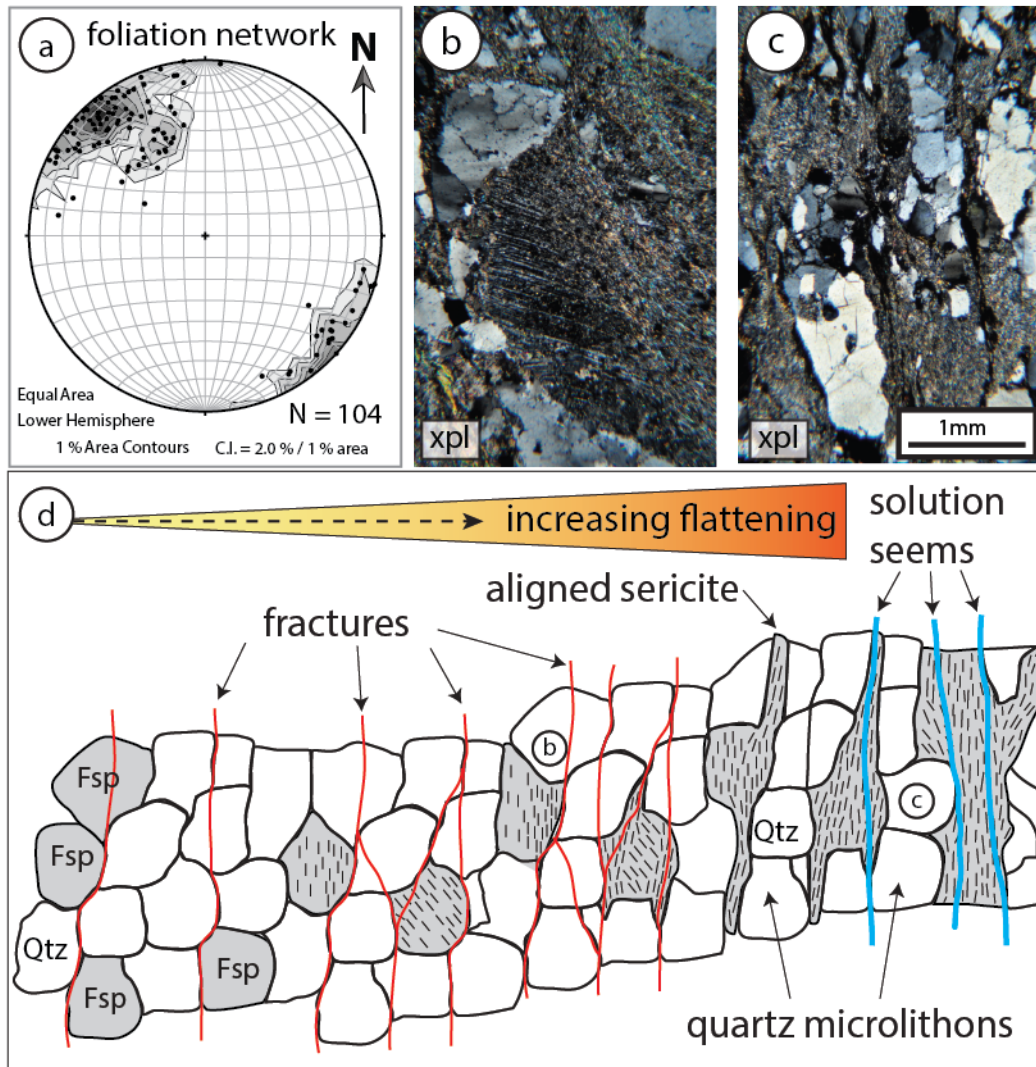 a
foliation network
N
Equal Area
Lower Hemisphere
N = 104
1 % Area Contours
C.I. = 2.0 % / 1 % area
b
xpl
c
xpl
1mm
d
increasing flattening
solution
seems
aligned sericite
fractures
b
Fsp
Fsp
c
Qtz
Qtz
Fsp
Fsp
quartz microlithons